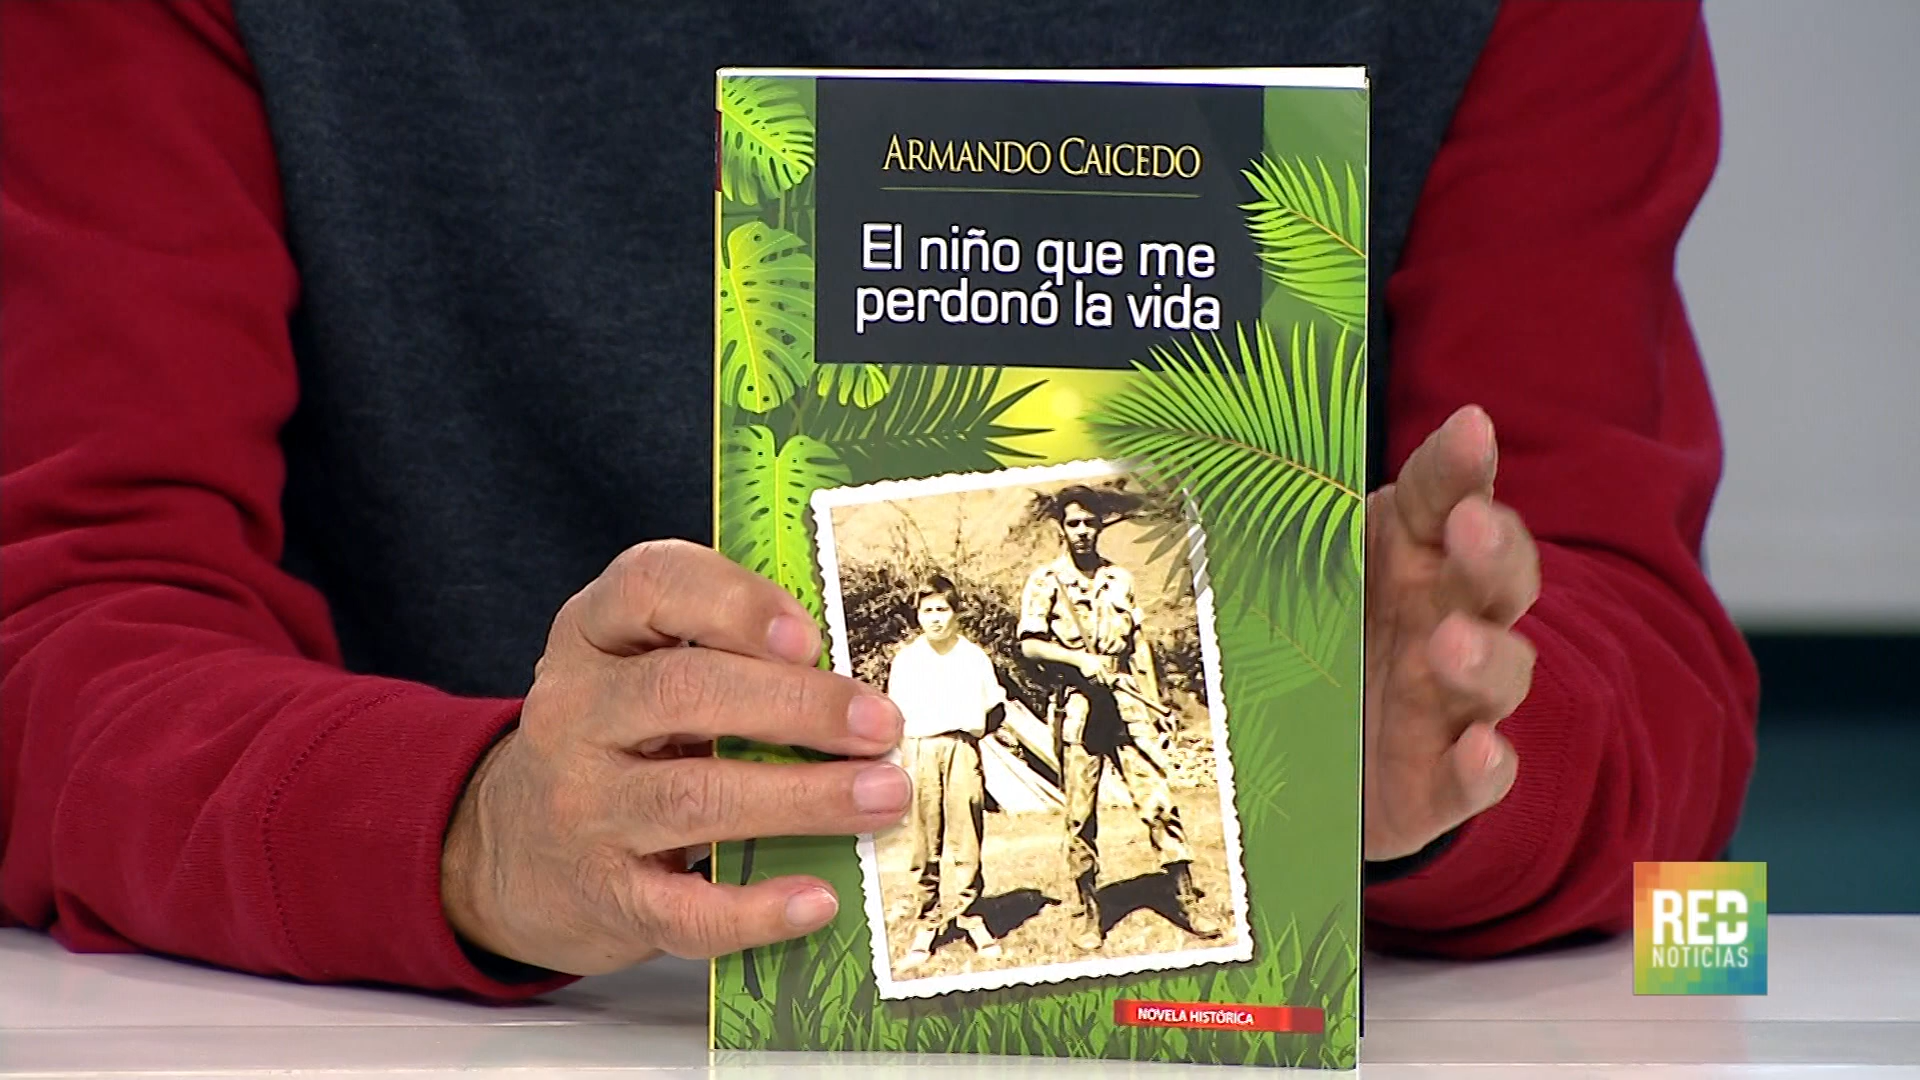 ARMANDO CAICEDO
El niño que me
perdonó la vida
NOVELA HISTÓRICA
RED
NOTICIAS